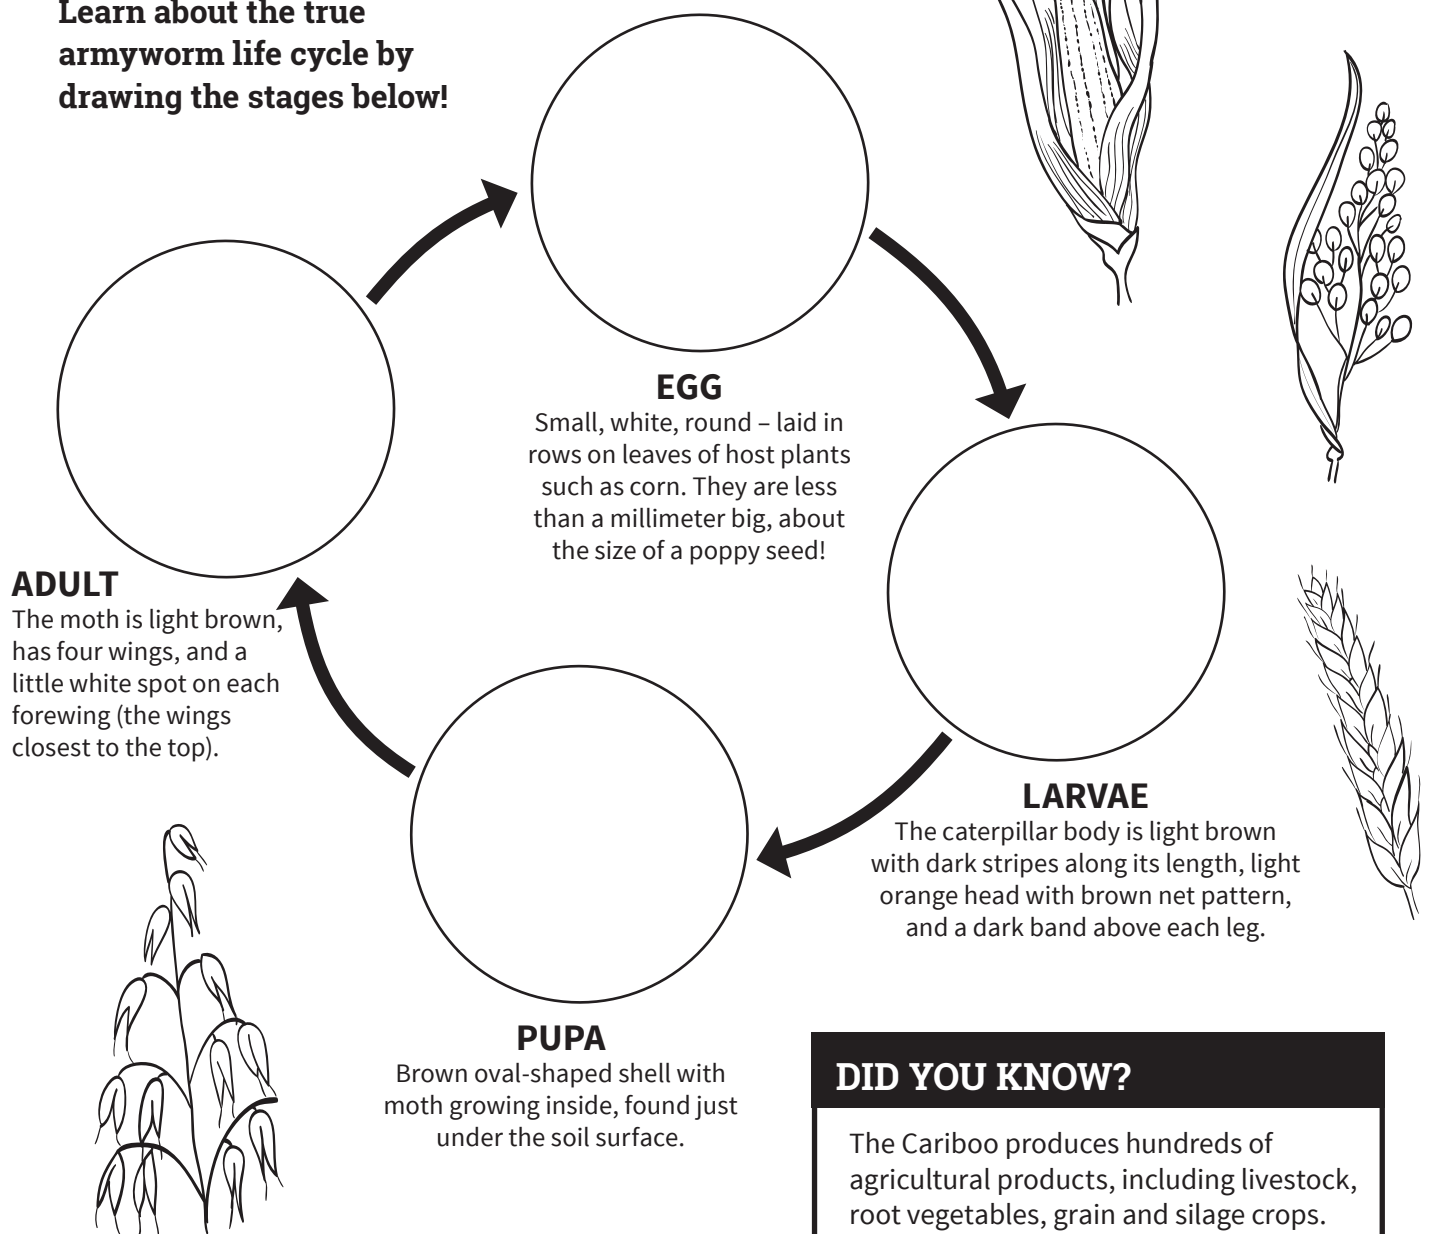 Learn about the true
armyworm life cycle by
drawing the stages below!
EGG
Small, white, round – laid in
rows on leaves of host plants
such as corn. They are less
than a millimeter big, about
the size of a poppy seed!
ADULT
The moth is light brown,
has four wings, and a
little white spot on each
forewing (the wings
closest to the top).
LARVAE
The caterpillar body is light brown
with dark stripes along its length, light
orange head with brown net pattern,
and a dark band above each leg.
PUPA
Brown oval-shaped shell with
moth growing inside, found just
under the soil surface.
DID YOU KNOW?
The Cariboo produces hundreds of
agricultural products, including livestock,
root vegetables, grain and silage crops.